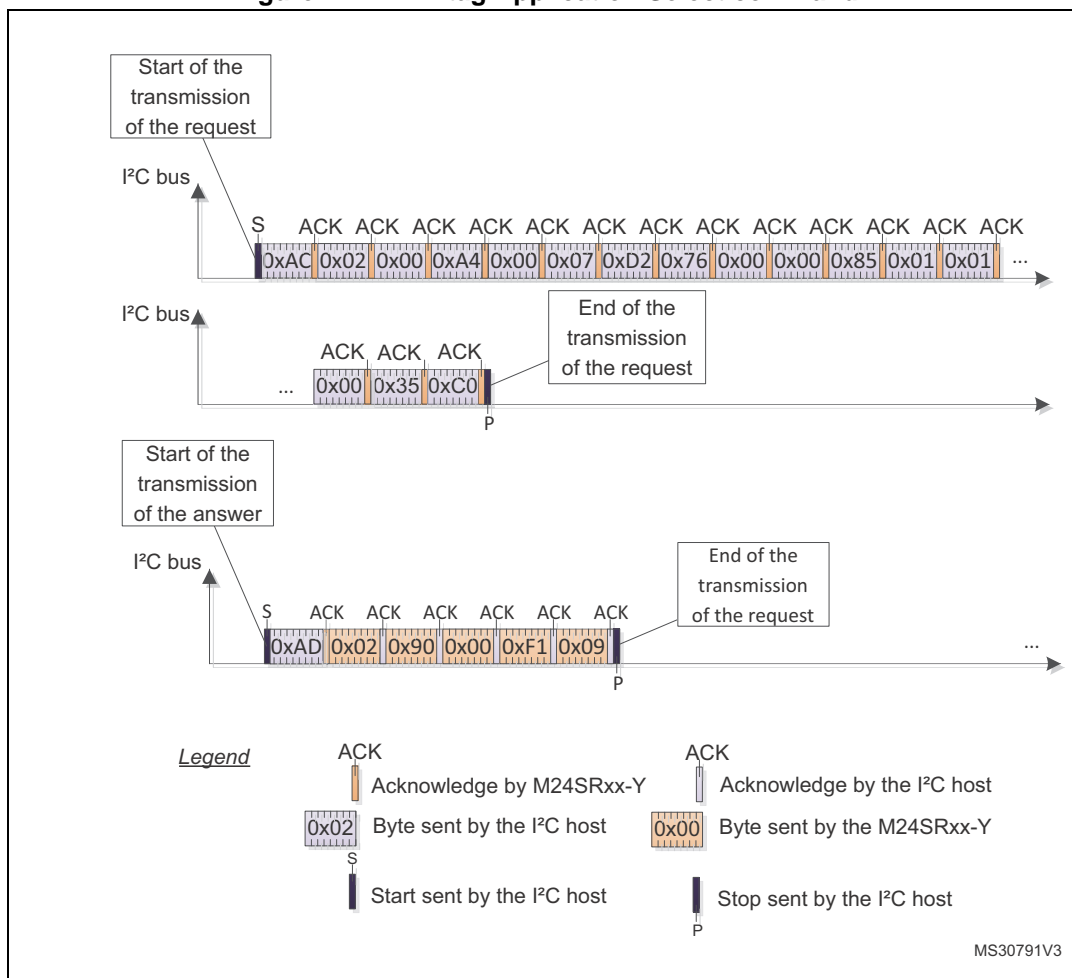 Start of the
transmission
of the request
I²C bus
S ACK ACK ACK ACK ACK ACK ACK ACK ACK ACK ACK ACK ACK
0xAC 0x02 0x00 0xA4 0x00 0x07 0xD2 0x76 0x00 0x00 0x85 0x01 0x01 ...
I²C bus
End of the
transmission
of the request
ACK ACK ACK
... 0x00 0x35 0xC0
P
Start of the
transmission
of the answer
I²C bus
End of the
transmission
of the request
S ACK ACK ACK ACK ACK ACK
0xAD 0x02 0x90 0x00 0xF1 0x09 ...
P
Legend
ACK ACK
Acknowledge by M24SRxx-Y Acknowledge by the I²C host
0x02 Byte sent by the I²C host 0x00 Byte sent by the M24SRxx-Y
S
Start sent by the I²C host Stop sent by the I²C host
P
MS30791V3